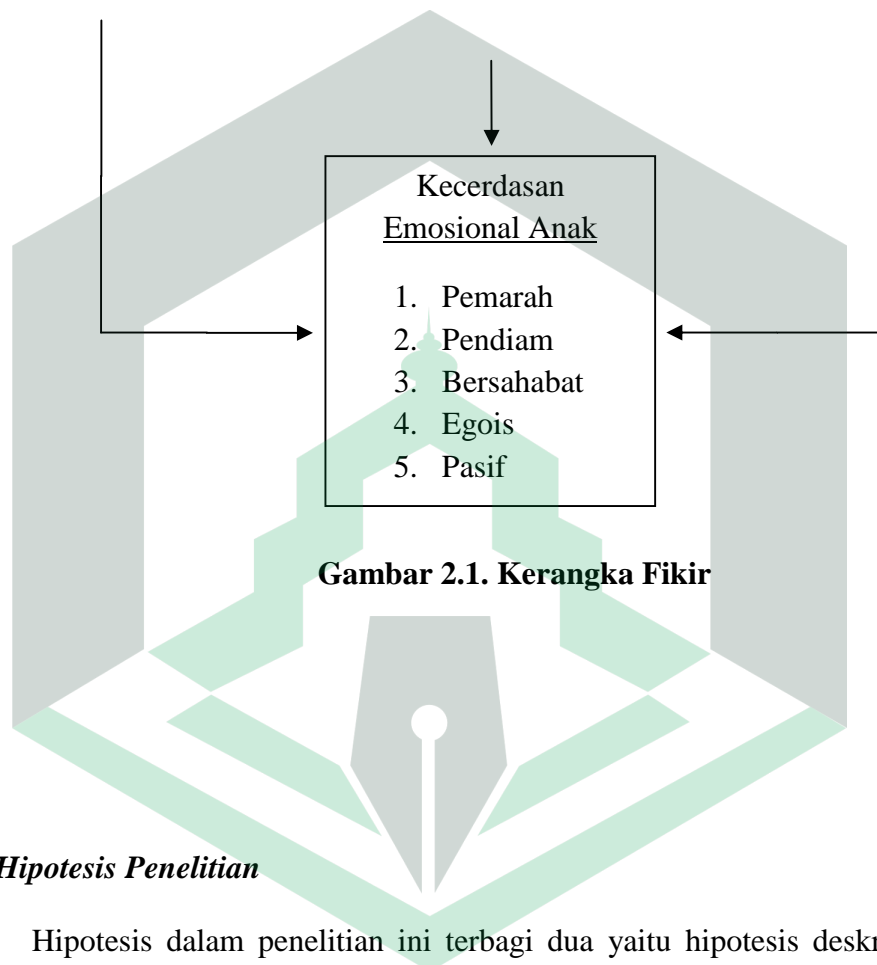 Kecerdasan
Emosional Anak
1. Pemarah
2. Pendiam
3. Bersahabat
4. Egois
5. Pasif
Gambar 2.1. Kerangka Fikir
Hipotesis Penelitian
Hipotesis dalam penelitian ini terbagi dua yaitu hipotesis